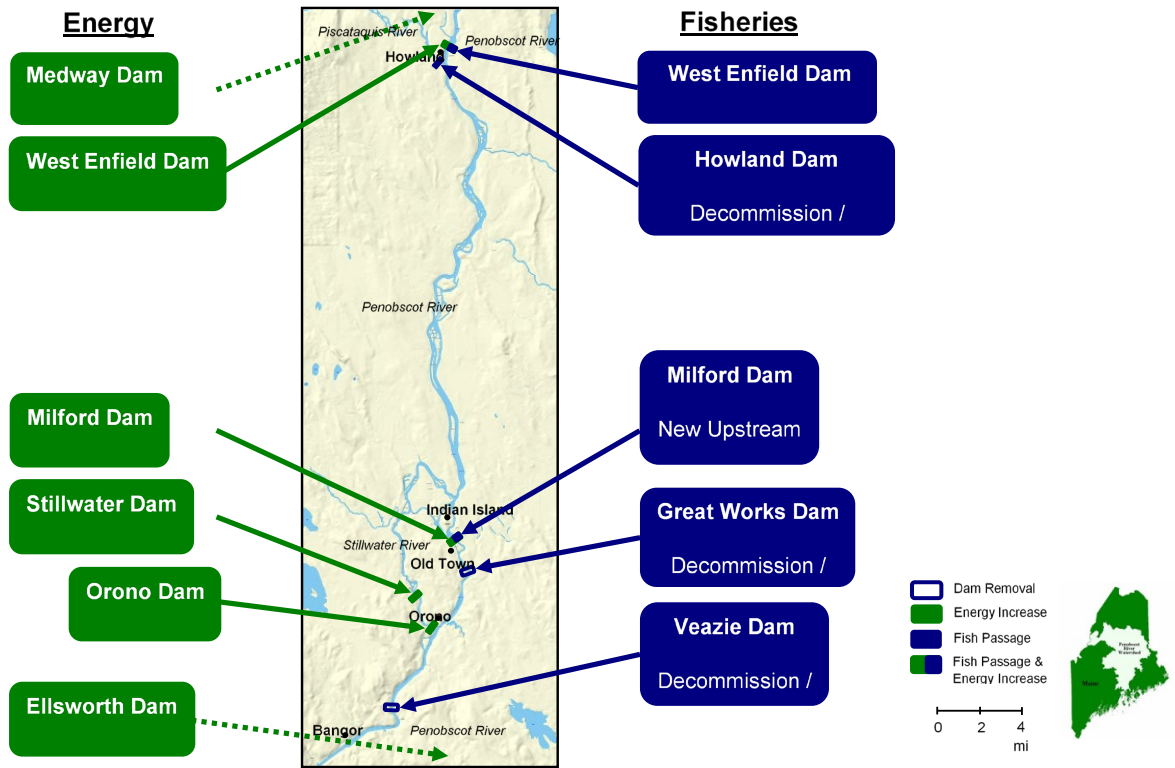 Energy
Medway Dam
West Enfield Dam
Milford Dam
Stillwater Dam
Orono Dam
Ellsworth Dam
Piscataquis River
Penobscot River
Howland
Penobscot River
Indian Island
Stillwater River
Old Town
Orono
Bangor
Penobscot River
Fisheries
West Enfield Dam
Howland Dam
Decommission /
Milford Dam
New Upstream
Great Works Dam
Decommission /
Veazie Dam
Decommission /
Dam Removal
Energy Increase
Fish Passage
Fish Passage &
Energy Increase
0 2 4
mi
Penobscot
River
Watershed
Maine